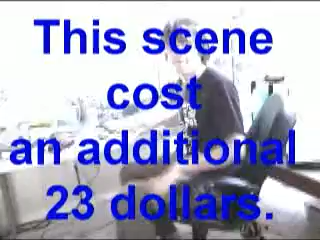 This scene
cost
an additional
23 dollars.